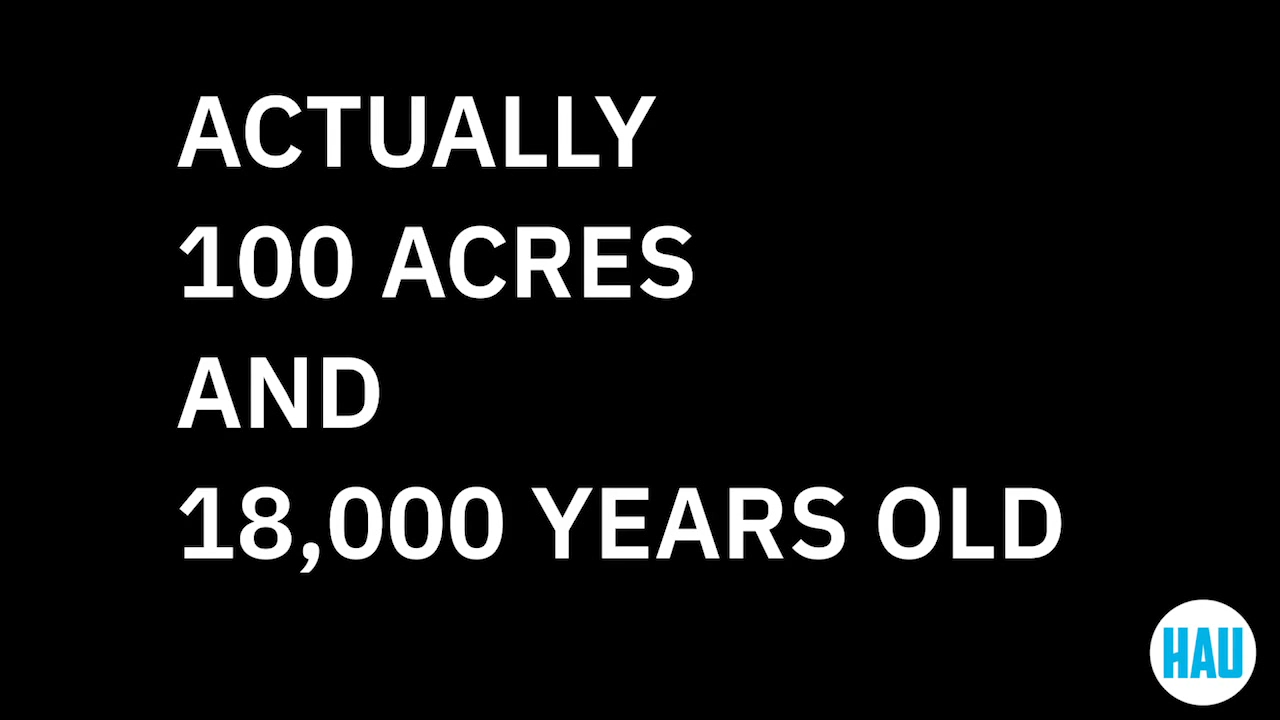 ACTUALLY
100 ACRES
AND
18,000 YEARS OLD
HAU